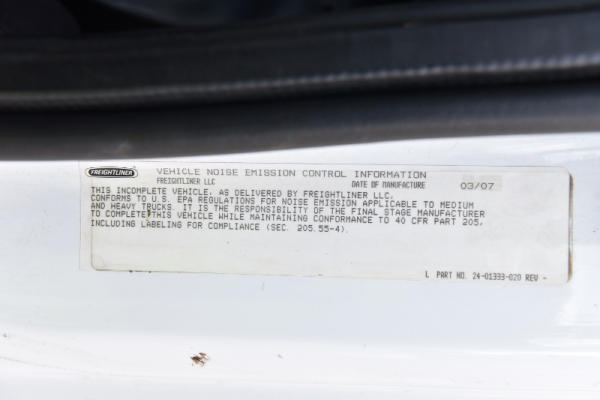 FREIGHTLINER VEHICLE NOISE EMISSION CONTROL INFORMATION
FREIGHTLINER LLC DATE OF MANUFACTURE 03/07
THIS INCOMPLETE VEHICLE, AS DELIVERED BY FREIGHTLINER LLC,
CONFORMS TO U.S. EPA REGULATIONS FOR NOISE EMISSION APPLICABLE TO MEDIUM
AND HEAVY TRUCKS. IT IS THE RESPONSIBILITY OF THE FINAL STAGE MANUFACTURER
TO COMPLETE THIS VEHICLE WHILE MAINTAINING CONFORMANCE TO 40 CFR PART 205,
INCLUDING LABELING FOR COMPLIANCE (SEC. 205.55-4).
L PART NO. 24-01333-020 REV -